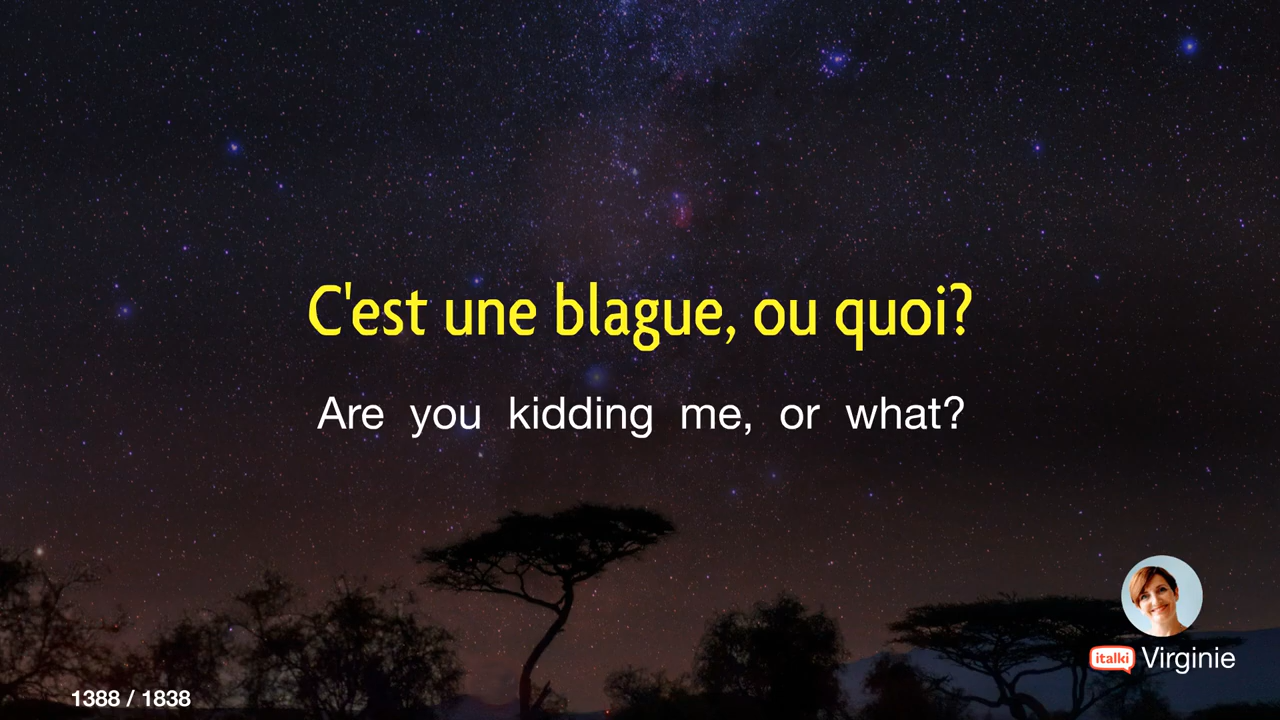 C'est une blague, ou quoi?
Are you kidding me, or what?
italki Virginie
1388 / 1838